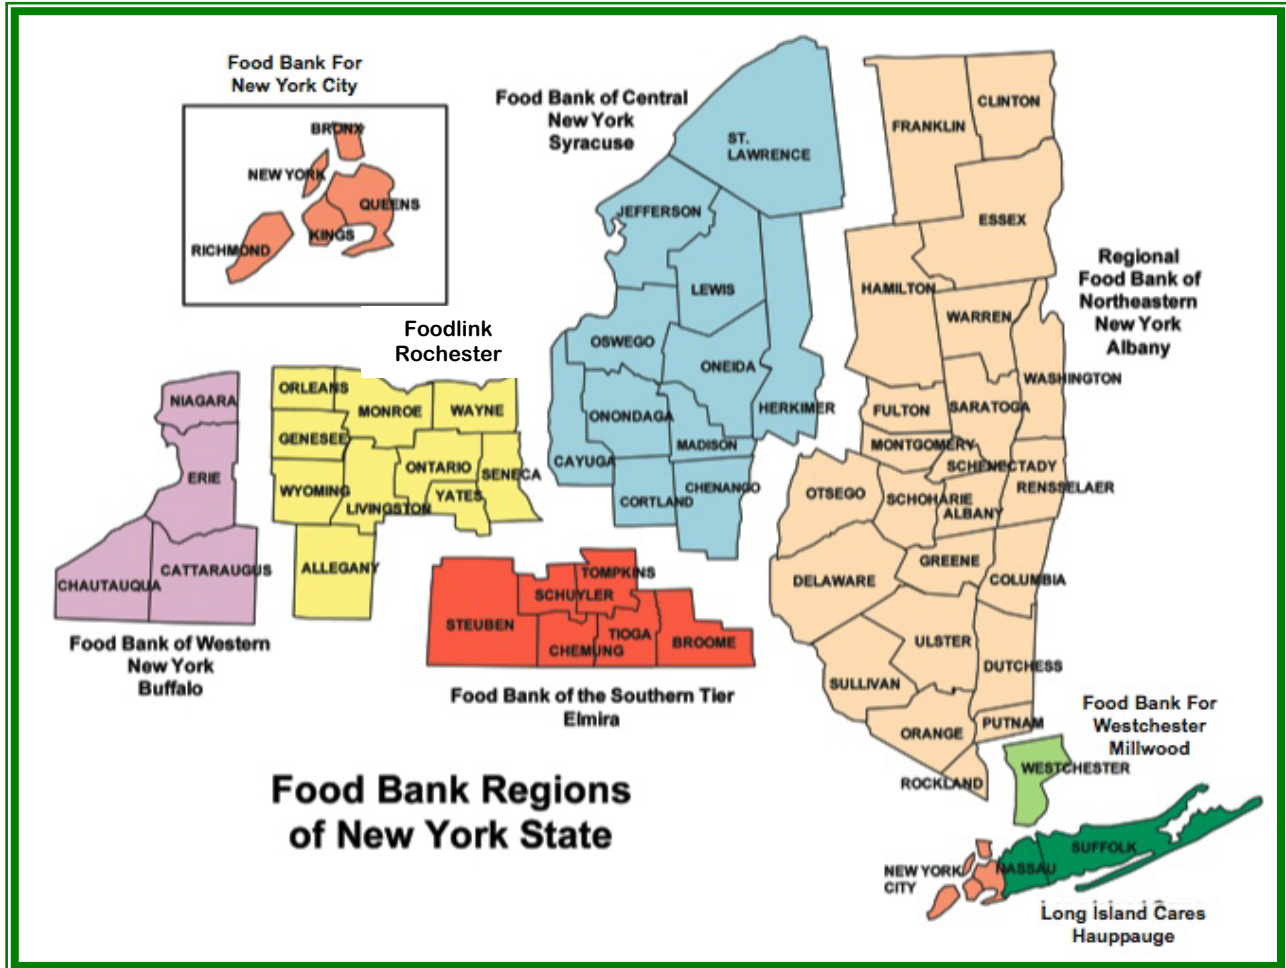 Food Bank For
New York City
BRONX
NEW YORK
QUEENS
KINGS
RICHMOND
Food Bank of Central
New York
Syracuse
ST.
LAWRENCE
JEFFERSON
LEWIS
OSWEGO
ONEIDA
ONONDAGA
HERKIMER
MADISON
CAYUGA
CORTLAND
CHENANGO
Foodlink
Rochester
ORLEANS
MONROE
WAYNE
GENESEE
ONTARIO
SENECA
WYOMING
YATES
LIVINGSTON
ALLEGANY
NIAGARA
ERIE
CHAUTAUQUA
CATTARAUGUS
Food Bank of Western
New York
Buffalo
TOMPKINS
SCHUYLER
STEUBEN
TIOGA
CHEMUNG
BROOME
Food Bank of the Southern Tier
Elmira
FRANKLIN
CLINTON
ESSEX
HAMILTON
WARREN
WASHINGTON
FULTON
SARATOGA
MONTGOMERY
SCHENECTADY
RENSSELAER
OTSEGO
SCHOHARIE
ALBANY
GREENE
COLUMBIA
DELAWARE
ULSTER
DUTCHESS
SULLIVAN
PUTNAM
ORANGE
ROCKLAND
Regional
Food Bank of
Northeastern
New York
Albany
Food Bank For
Westchester
Millwood
WESTCHESTER
SUFFOLK
NASSAU
NEW YORK
CITY
Long Island Cares
Hauppauge
Food Bank Regions
of New York State